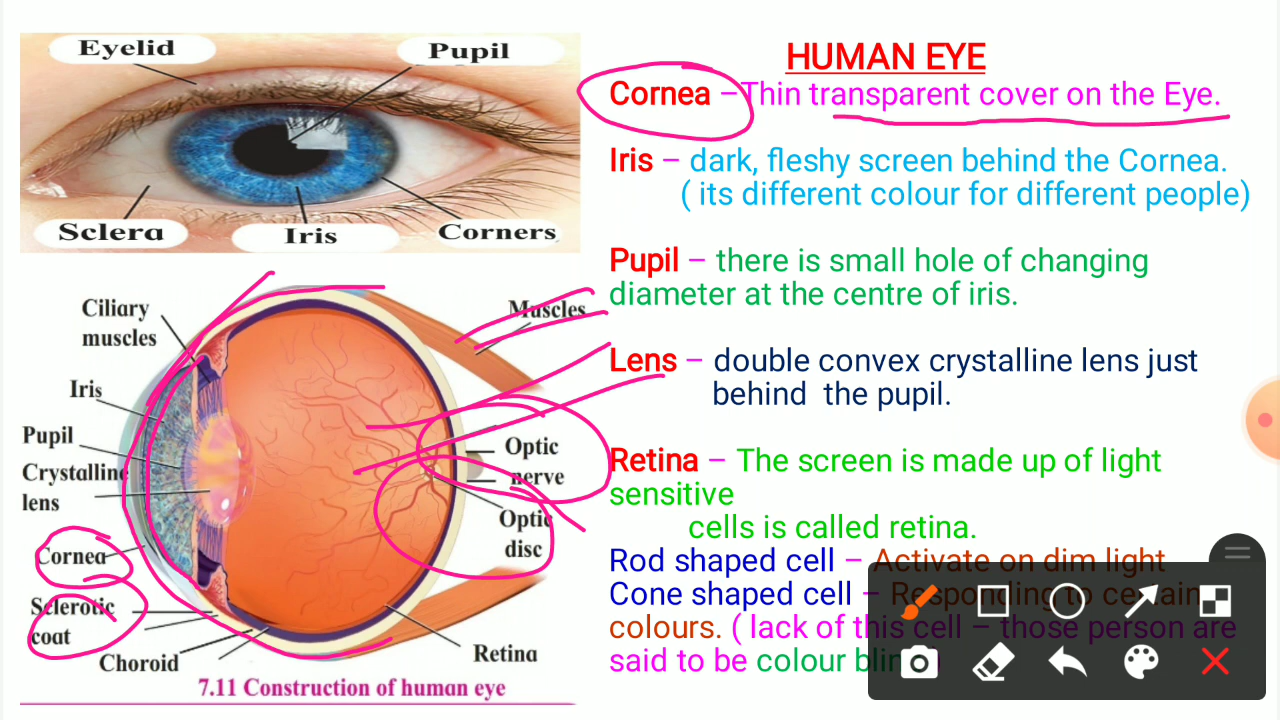 Eyelid
Pupil
Sclera
Iris
Corners
Ciliary
muscles
Muscles
Iris
Pupil
Crystalline
lens
Optic
nerve
Optic
disc
Cornea
Sclerotic
coat
Choroid
Retina
7.11 Construction of human eye
HUMAN EYE
Cornea – Thin transparent cover on the Eye.
Iris – dark, fleshy screen behind the Cornea.
( its different colour for different people)
Pupil – there is small hole of changing
diameter at the centre of iris.
Lens – double convex crystalline lens just
behind the pupil.
Retina – The screen is made up of light
sensitive
cells is called retina.
Rod shaped cell – Activate on dim light
Cone shaped cell – Responding to certain
colours. ( lack of this cell – those person are
said to be colour